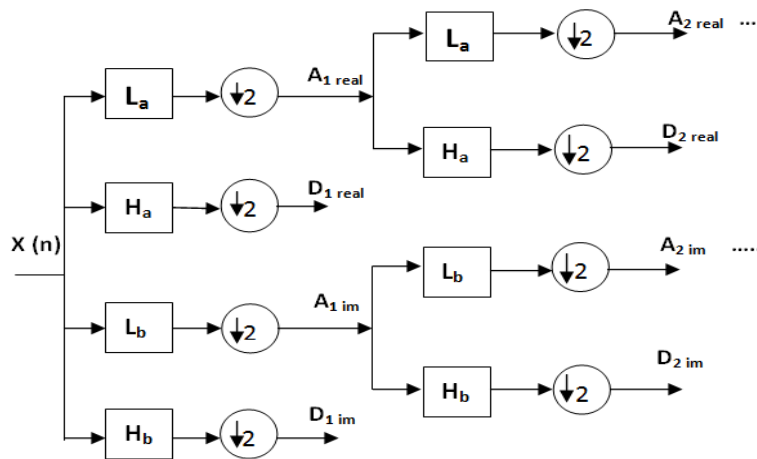 A2 real ...
La
↓2
A1 real
La
↓2
D2 real
Ha
↓2
D1 real
Ha
↓2
X (n)
A2 im .....
Lb
↓2
A1 im
Lb
↓2
D2 im
Hb
↓2
D1 im
Hb
↓2